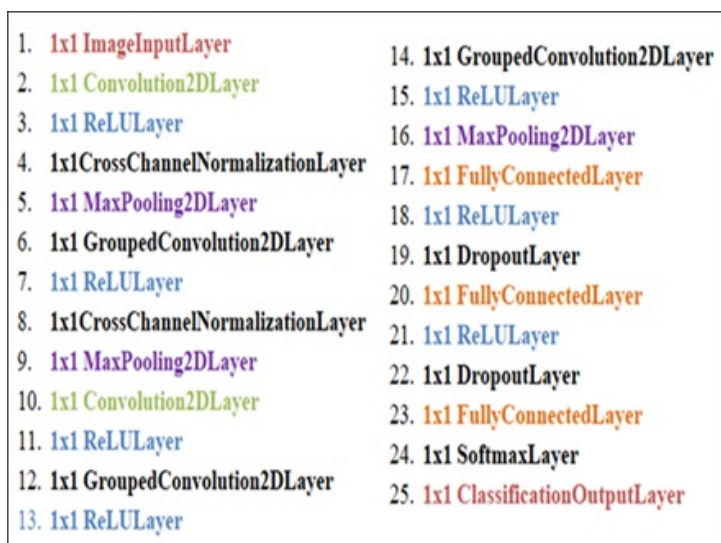 1. 1x1 ImageInputLayer
2. 1x1 Convolution2DLayer
3. 1x1 ReLULayer
4. 1x1CrossChannelNormalizationLayer
5. 1x1 MaxPooling2DLayer
6. 1x1 GroupedConvolution2DLayer
7. 1x1 ReLULayer
8. 1x1CrossChannelNormalizationLayer
9. 1x1 MaxPooling2DLayer
10. 1x1 Convolution2DLayer
11. 1x1 ReLULayer
12. 1x1 GroupedConvolution2DLayer
13. 1x1 ReLULayer
14. 1x1 GroupedConvolution2DLayer
15. 1x1 ReLULayer
16. 1x1 MaxPooling2DLayer
17. 1x1 FullyConnectedLayer
18. 1x1 ReLULayer
19. 1x1 DropoutLayer
20. 1x1 FullyConnectedLayer
21. 1x1 ReLULayer
22. 1x1 DropoutLayer
23. 1x1 FullyConnectedLayer
24. 1x1 SoftmaxLayer
25. 1x1 ClassificationOutputLayer